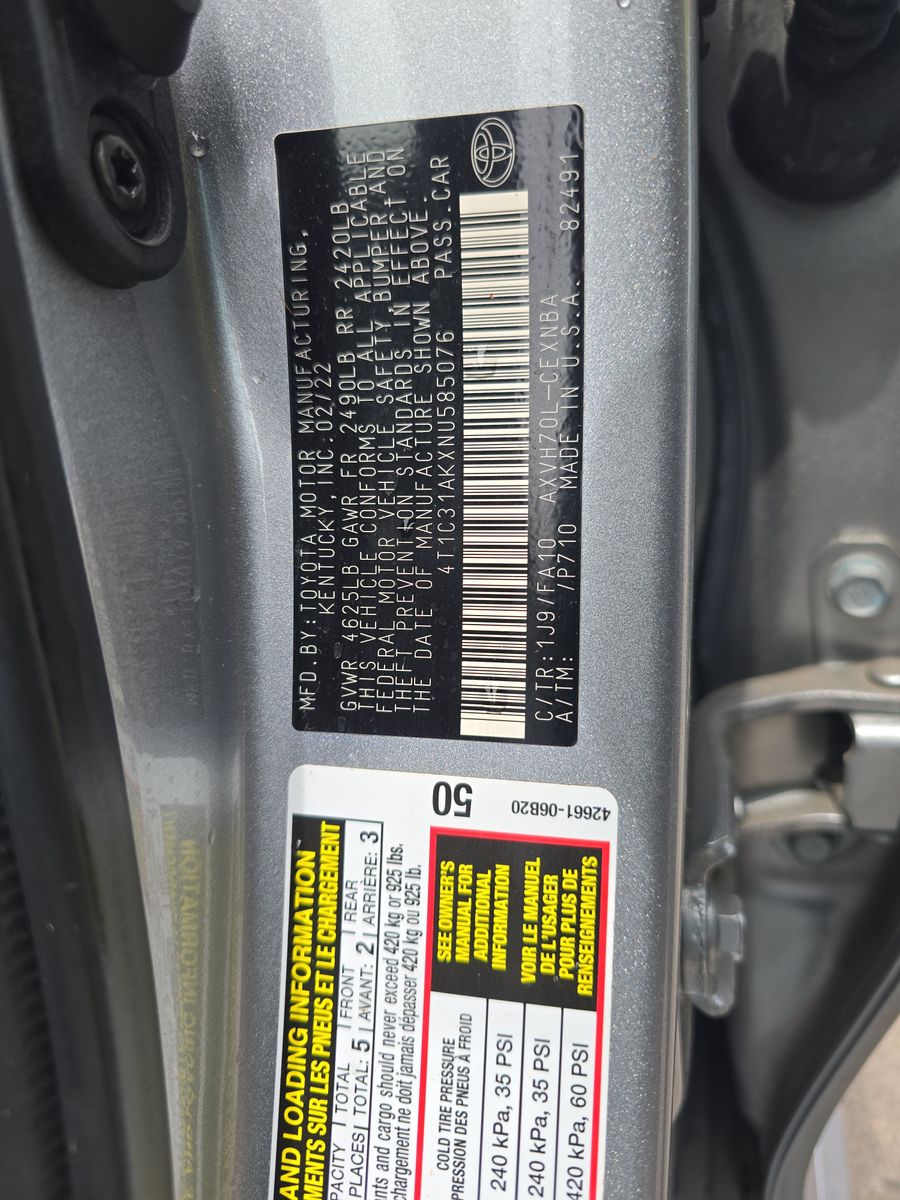 MFD.BY:TOYOTA MOTOR MANUFACTURING,
KENTUCKY, INC. 02/22
GVWR 4625LB GAWR FR 2490LB RR 2420LB
THIS VEHICLE CONFORMS TO ALL APPLICABLE
FEDERAL MOTOR VEHICLE SAFETY, BUMPER, AND
THEFT PREVENTION STANDARDS IN EFFECT ON
THE DATE OF MANUFACTURE SHOWN ABOVE.
4T1C31AKXNU585076 PASS.CAR
C/TR:1J9/FA10 AXVH70L-CEXNBA
A/TM: /P710 MADE IN U.S.A. 82491
AND LOADING INFORMATION
SUR LES PNEUS ET LE CHARGEMENT
TOTAL FRONT REAR
PLACES TOTAL: 5 AVANT: 2 ARRIÈRE: 3
and cargo should never exceed 420 kg or 925 lbs.
chargement ne doit jamais dépasser 420 kg ou 925 lb.
COLD TIRE PRESSURE
PRESSION DES PNEUS À FROID
240 kPa, 35 PSI
240 kPa, 35 PSI
420 kPa, 60 PSI
SEE OWNER'S
MANUAL FOR
ADDITIONAL
INFORMATION
VOIR LE MANUEL
DE L'USAGER
POUR PLUS DE
RENSEIGNEMENTS
50
42661-06B20